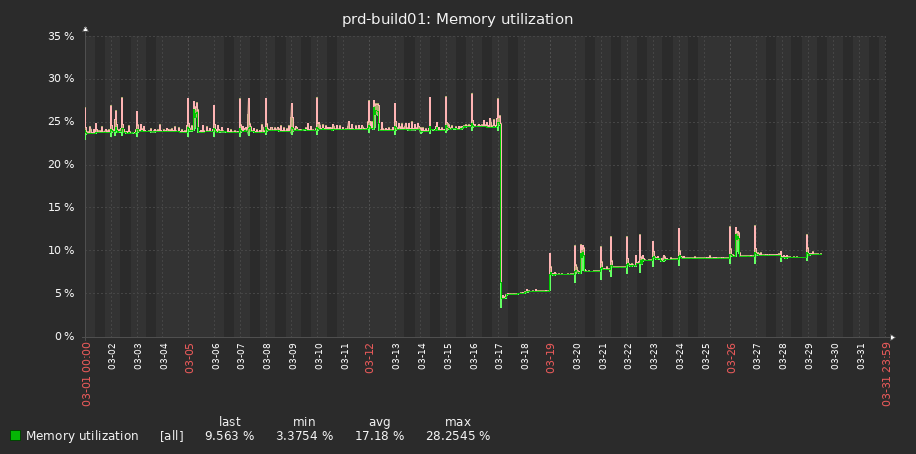 prd-build01: Memory utilization
35 %
30 %
25 %
20 %
15 %
10 %
5 %
0 %
03-01 00:00 03-02 03-03 03-04 03-05 03-06 03-07 03-08 03-09 03-10 03-11 03-12 03-13 03-14 03-15 03-16 03-17 03-18 03-19 03-20 03-21 03-22 03-23 03-24 03-25 03-26 03-27 03-28 03-29 03-30 03-31 03-31 23:59
last min avg max
Memory utilization [all] 9.563 % 3.3754 % 17.18 % 28.2545 %